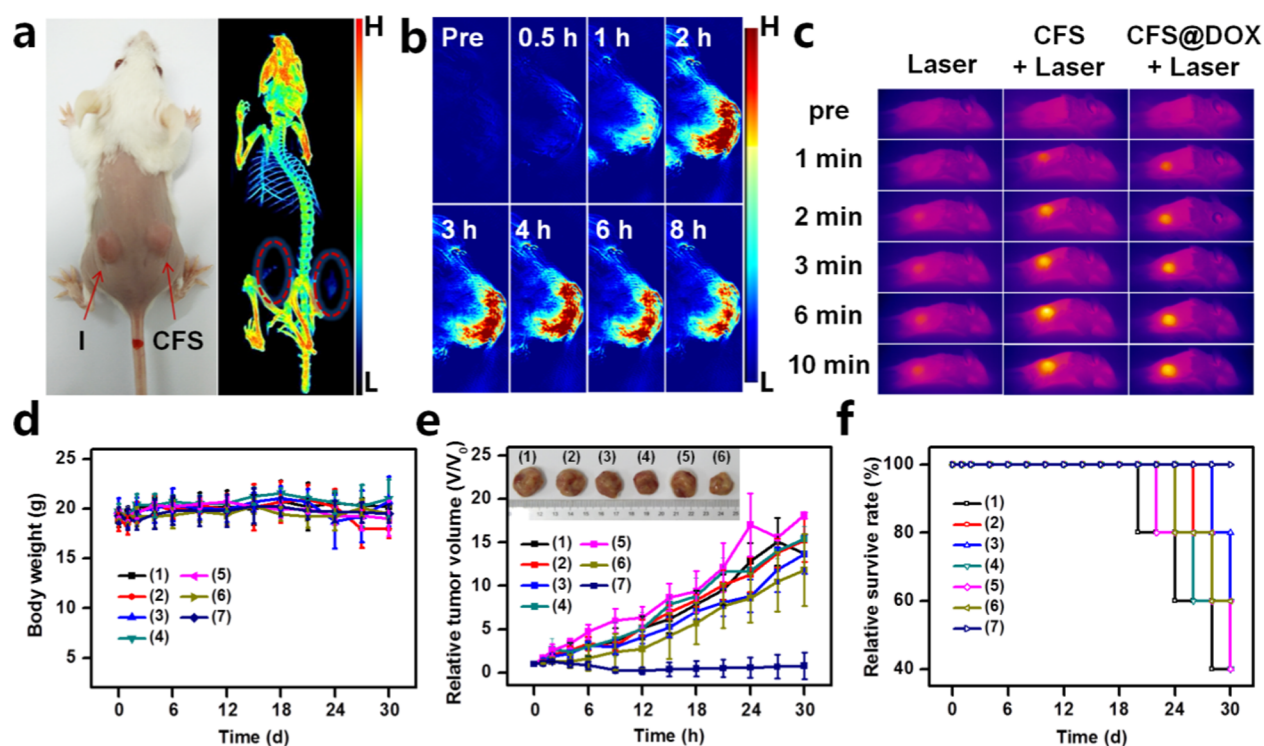 a
H
I
CFS
L
b
H
Pre
0.5 h
1 h
2 h
3 h
4 h
6 h
8 h
L
c
Laser
CFS
+ Laser
CFS@DOX
+ Laser
pre
1 min
2 min
3 min
6 min
10 min
d
Body weight (g)
25
20
15
10
5
(1)
(2)
(3)
(4)
(5)
(6)
(7)
0
6
12
18
24
30
Time (d)
e
Relative tumor volume (V/V0)
25
20
15
10
5
0
(1)
(2)
(3)
(4)
(5)
(6)
(1)
(2)
(3)
(4)
(5)
(6)
(7)
0
6
12
18
24
30
Time (h)
f
Relative survive rate (%)
100
80
60
40
(1)
(2)
(3)
(4)
(5)
(6)
(7)
0
6
12
18
24
30
Time (d)